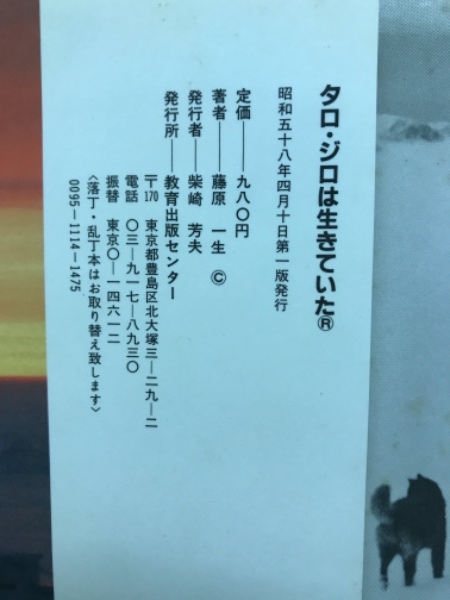 タロ・ジロは生きていた®
昭和五十八年四月十日第一版発行
定価――九八〇円
著者――藤原 一生 ©
発行者――柴崎 芳夫
発行所――教育出版センター
〒170 東京都豊島区北大塚三―二九―二
電話 〇三―九一七―八九三〇
振替 東京〇―一四六一二
〈落丁・乱丁本はお取り替え致します〉
0095-1114-1475